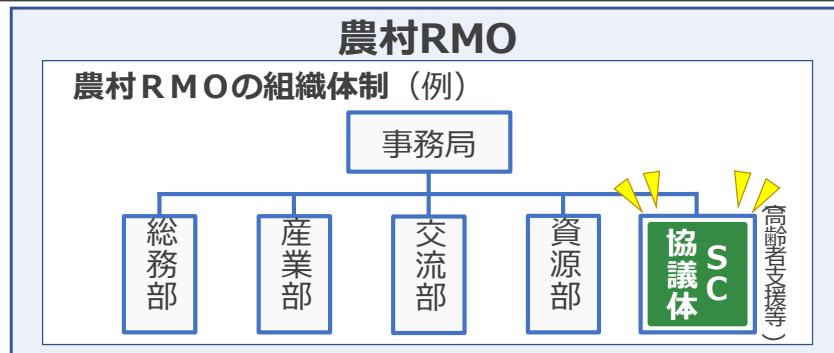 農村RMO
農村ＲＭＯの組織体制（例）
事務局
総務部
産業部
交流部
資源部
ＳＣ
協議体
（高齢者支援等）